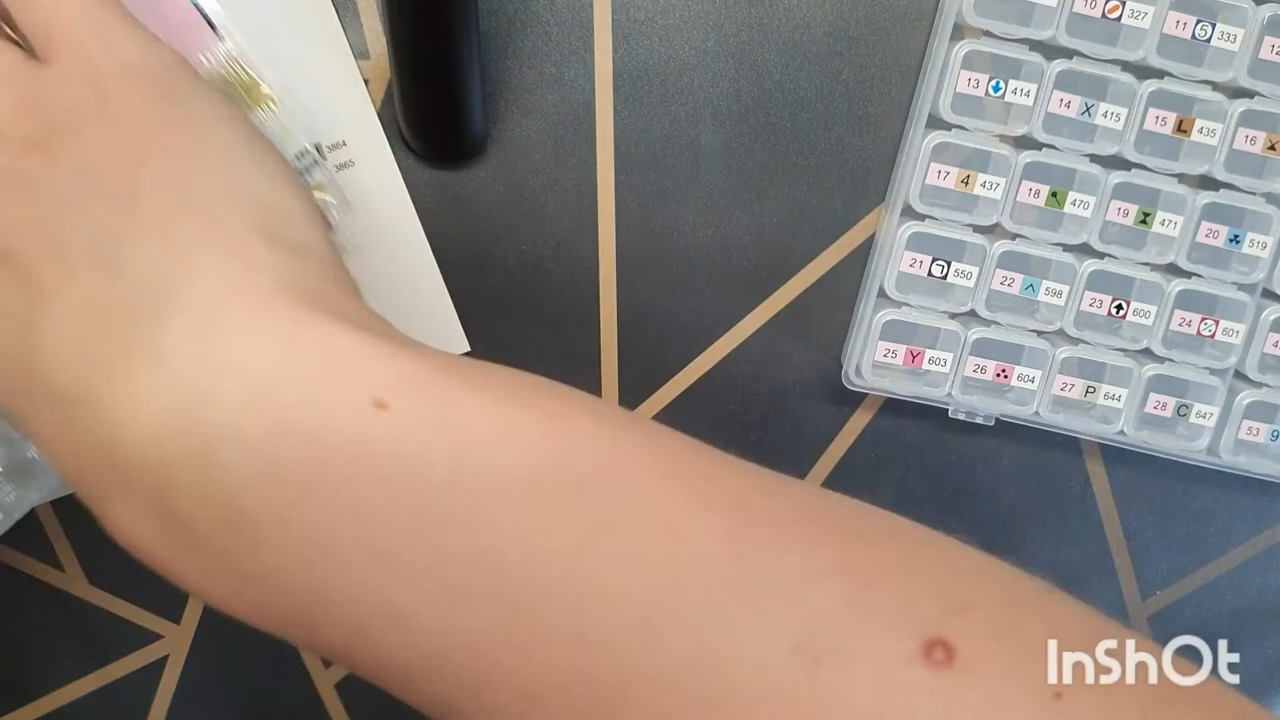 10 327
11 5 333
12
13 414
14 X 415
15 L 435
16
17 4 437
18 470
19 471
20 519
21 550
22 598
23 600
24 601
25 Y 603
26 604
27 P 644
28 C 647
53 9
3864
3865
InShOt